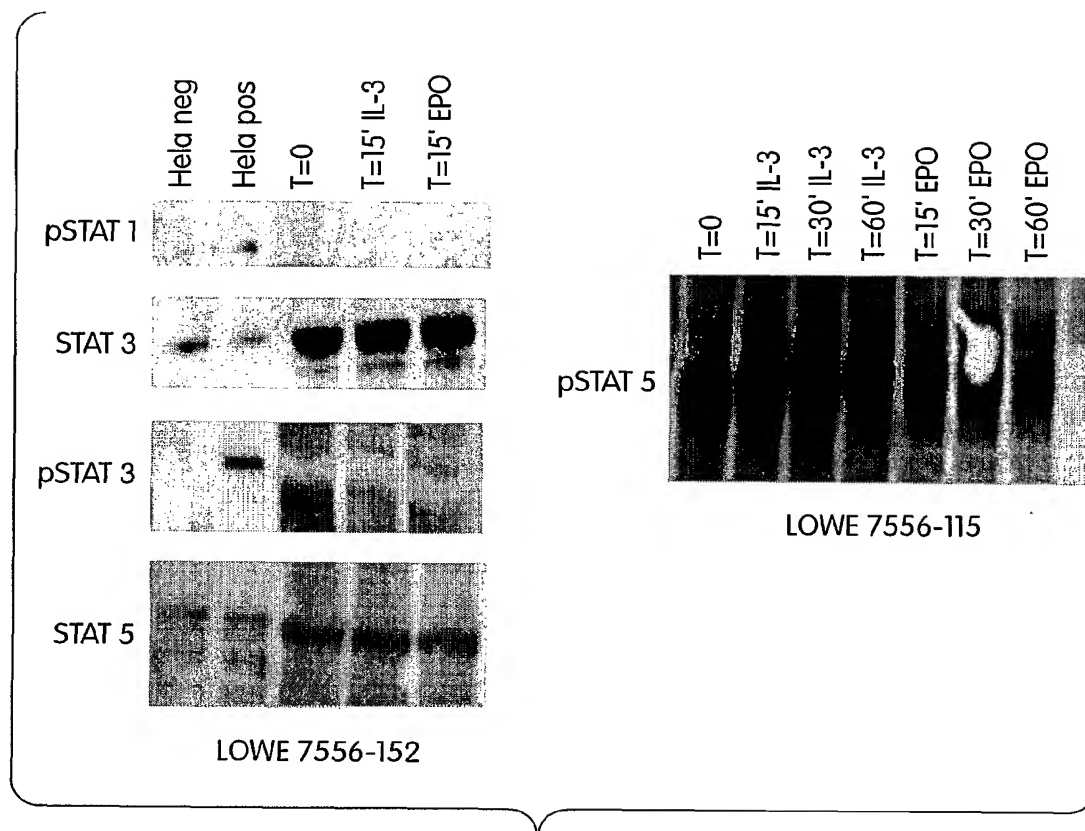 Hela neg
Hela pos
T=0
T=15' IL-3
T=15' EPO
pSTAT 1
STAT 3
pSTAT 3
STAT 5
LOWE 7556-152
T=0
T=15' IL-3
T=30' IL-3
T=60' IL-3
T=15' EPO
T=30' EPO
T=60' EPO
pSTAT 5
LOWE 7556-115